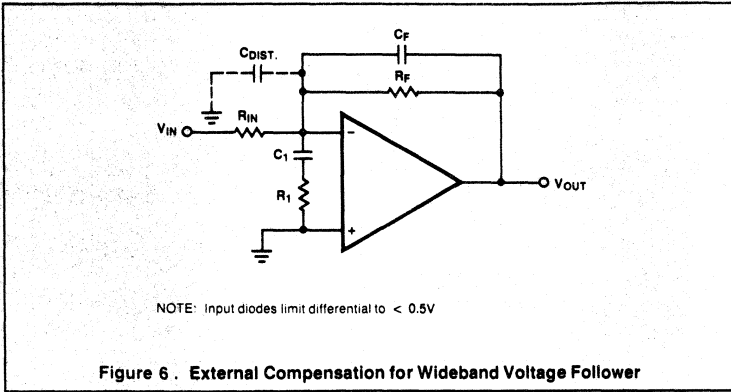 CF
CDIST.
RF
RIN
VIN
C1
−
R1
+
VOUT
NOTE: Input diodes limit differential to < 0.5V
Figure 6. External Compensation for Wideband Voltage Follower